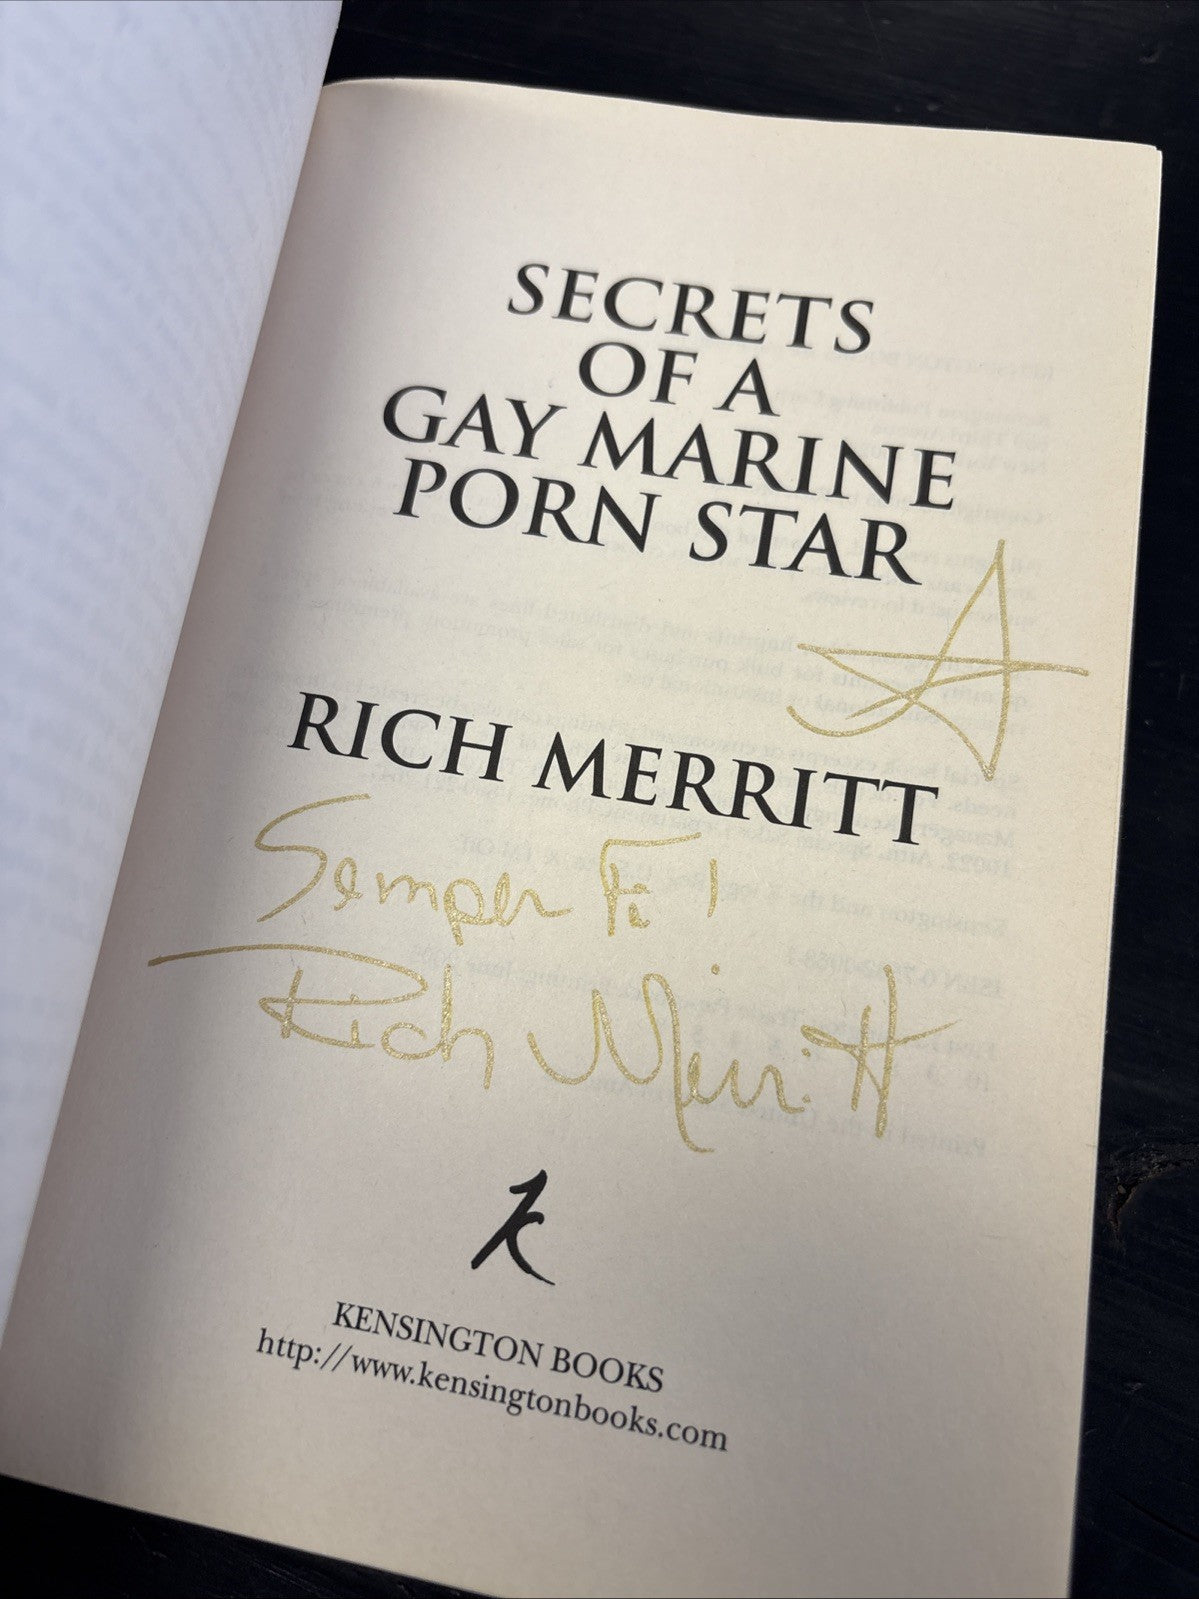 SECRETS
OF A
GAY MARINE
PORN STAR
RICH MERRITT
Semper Fi!
Rich Merritt
K
KENSINGTON BOOKS
http://www.kensingtonbooks.com